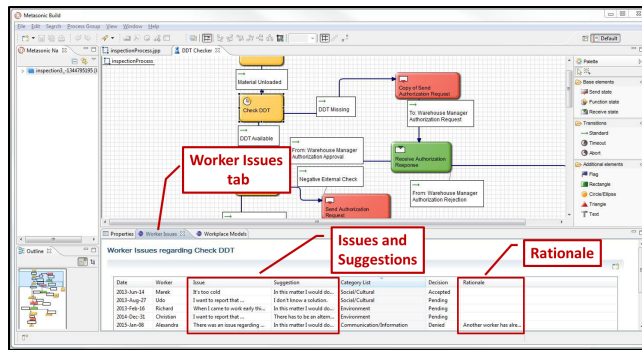 Metasonic Build
File Edit Search Process Group View Window Help
Default
Metasonic Na
inspectionProcess.jpp
DDT Checker
inspectionProcess
Material Unloaded
Check DDT
DDT Missing
DDT Available
Copy of Send
Authorization Request
To: Warehouse Manager
Authorization Request
From: Warehouse Manager
Authorization Approval
Receive Authorization
Response
Negative External Check
Send Authorization
Request
From: Warehouse Manager
Authorization Rejection
Palette
Base elements
Send state
Function state
Receive state
Transitions
Standard
Timeout
Abort
Additional elements
Flag
Rectangle
Circle/Elipse
Triangle
Text
Worker Issues
tab
Issues and
Suggestions
Rationale
Outline
Properties Worker Issues Workplace Models
Worker Issues regarding Check DDT
Date Worker Issue Suggestion Category List Decision Rationale
2013-Jun-14 Marek It's too cold In this matter I would do... Social/Cultural Accepted
2013-Aug-27 Udo I want to report that ... I don't know a solution. Social/Cultural Pending
2013-Feb-16 Richard When I came to work early thi... In this matter I would do... Environment Pending
2014-Dec-31 Christian I want to report ... There has to be an altern... Environment Pending
2015-Jan-08 Alexandra There was an issue regarding ... In this matter I would do... Communication/Information Denied Another worker has alre...